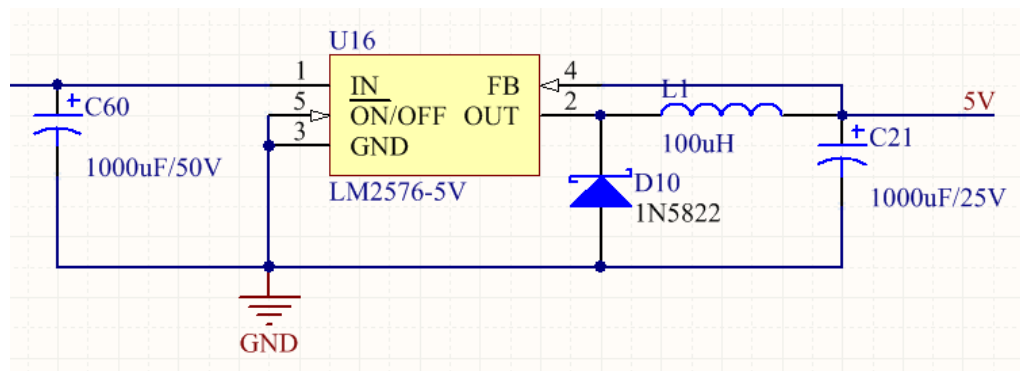 U16
1
IN
FB
4
C60
5
ON/OFF
OUT
2
L1
5V
3
GND
100uH
C21
1000uF/50V
LM2576-5V
D10
1N5822
1000uF/25V
GND
+
+